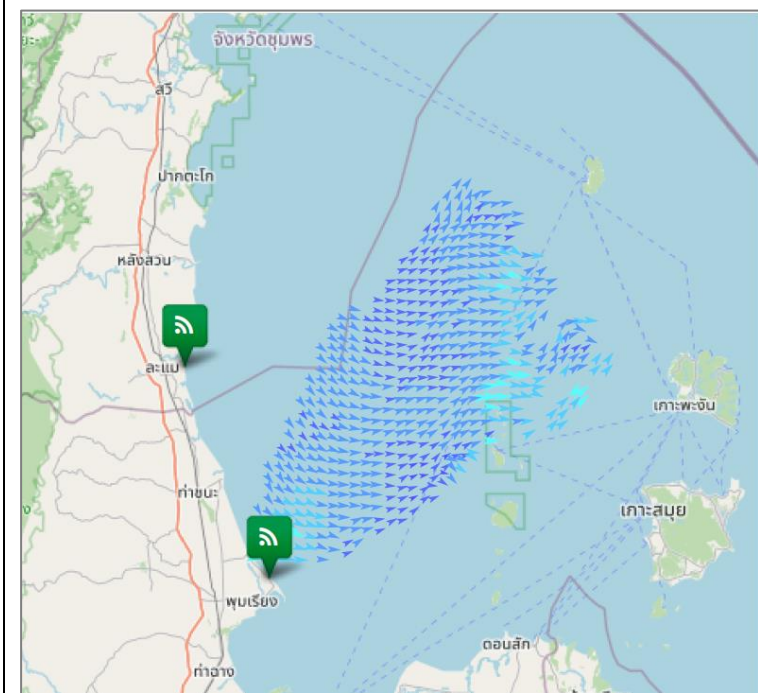 จังหวัดชุมพร
สวี
ปากตะโก
หลังสวน
ละแม
เกาะพะงัน
ท่าชนะ
เกาะสมุย
พุมเรียง
ดอนสัก
ท่าฉาง